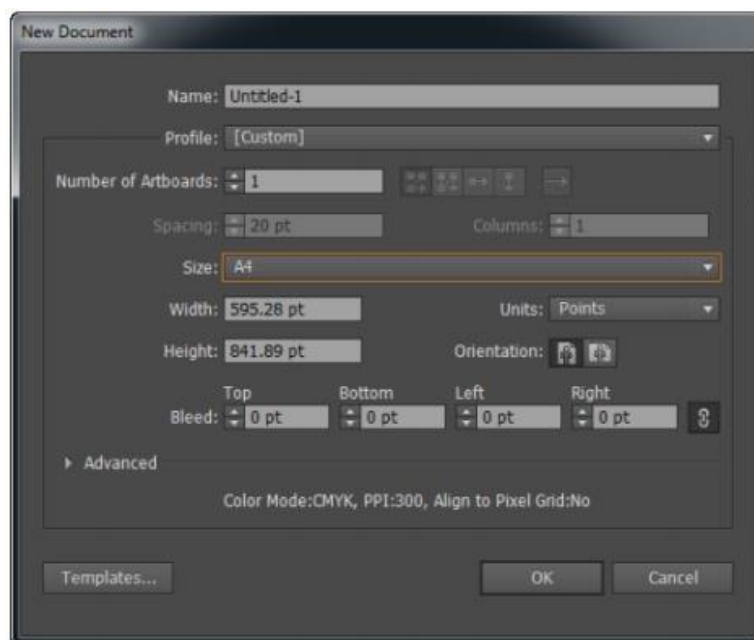 New Document
Name: Untitled-1
Profile: [Custom]
Number of Artboards: 1
Spacing: 20 pt Columns: 1
Size: A4
Width: 595.28 pt Units: Points
Height: 841.89 pt Orientation:
Top Bottom Left Right
Bleed: 0 pt 0 pt 0 pt 0 pt
Advanced
Color Mode:CMYK, PPI:300, Align to Pixel Grid:No
Templates... OK Cancel